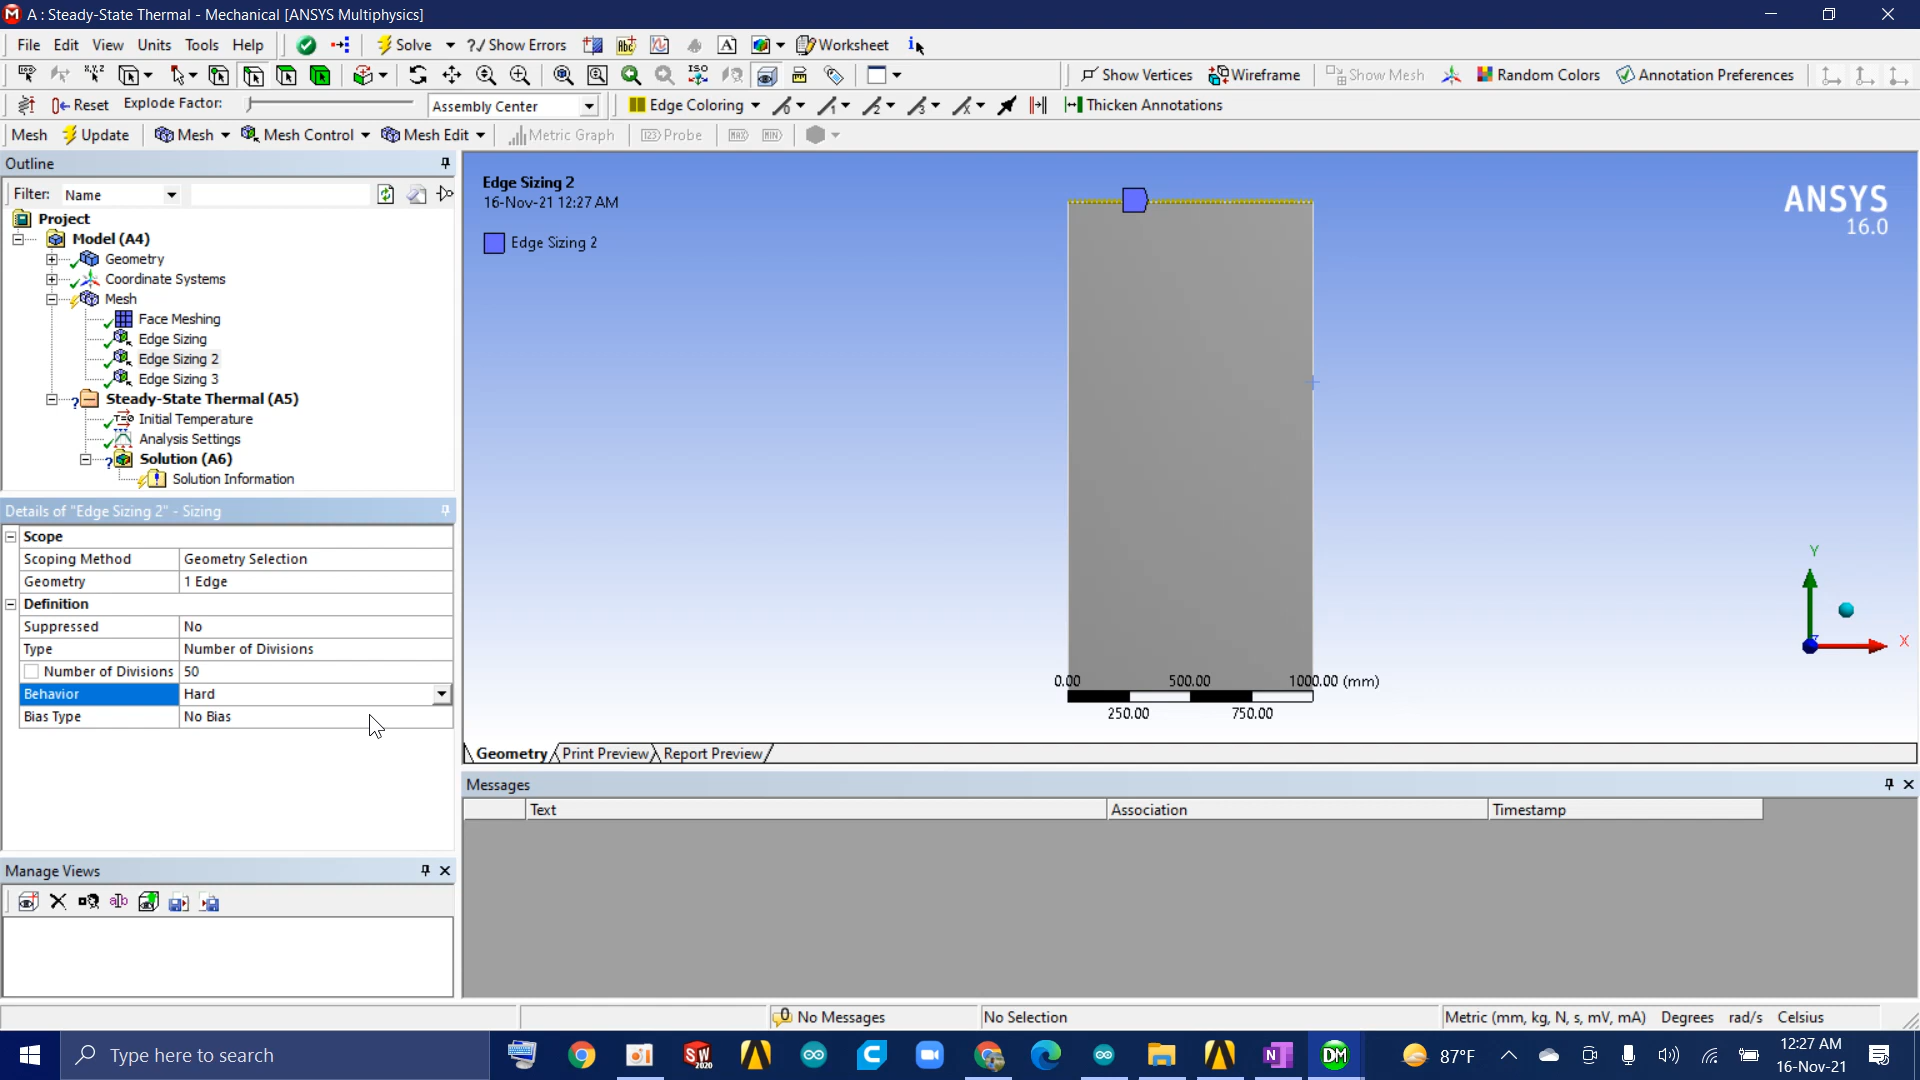 A : Steady-State Thermal - Mechanical [ANSYS Multiphysics]
File Edit View Units Tools Help Solve ?/ Show Errors Worksheet
Show Vertices Wireframe Show Mesh Random Colors Annotation Preferences
Reset Explode Factor: Assembly Center Edge Coloring Thicken Annotations
Mesh Update Mesh Mesh Control Mesh Edit Metric Graph Probe MAX MIN
Outline
Filter: Name
Project
Model (A4)
Geometry
Coordinate Systems
Mesh
Face Meshing
Edge Sizing
Edge Sizing 2
Edge Sizing 3
Steady-State Thermal (A5)
Initial Temperature
Analysis Settings
Solution (A6)
Solution Information
Details of "Edge Sizing 2" - Sizing
Scope
Scoping Method Geometry Selection
Geometry 1 Edge
Definition
Suppressed No
Type Number of Divisions
Number of Divisions 50
Behavior Hard
Bias Type No Bias
Manage Views
Edge Sizing 2
16-Nov-21 12:27 AM
Edge Sizing 2
ANSYS
16.0
Y
X
0.00 500.00 1000.00 (mm)
250.00 750.00
Geometry Print Preview Report Preview
Messages
Text Association Timestamp
No Messages No Selection Metric (mm, kg, N, s, mV, mA) Degrees rad/s Celsius
Type here to search
87°F
12:27 AM
16-Nov-21